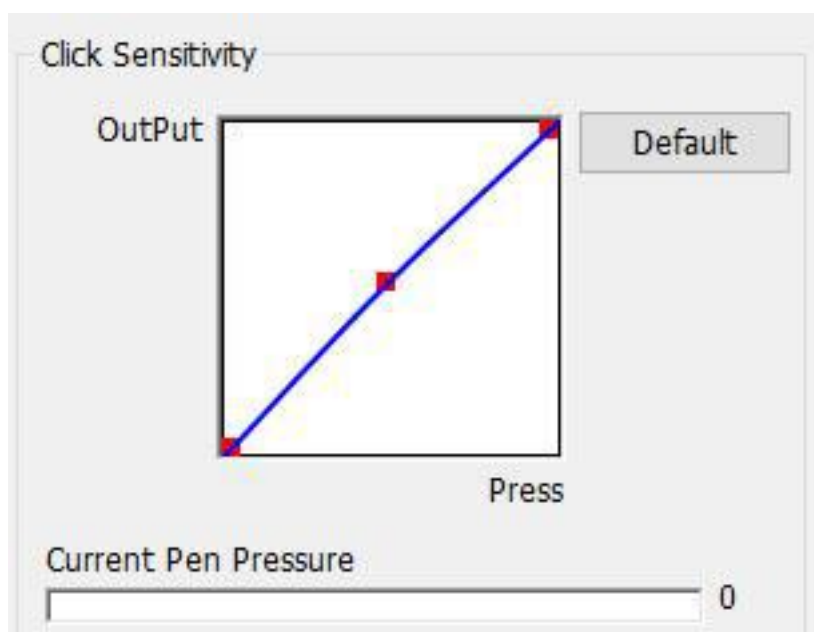 Click Sensitivity
OutPut
Default
Press
Current Pen Pressure
0